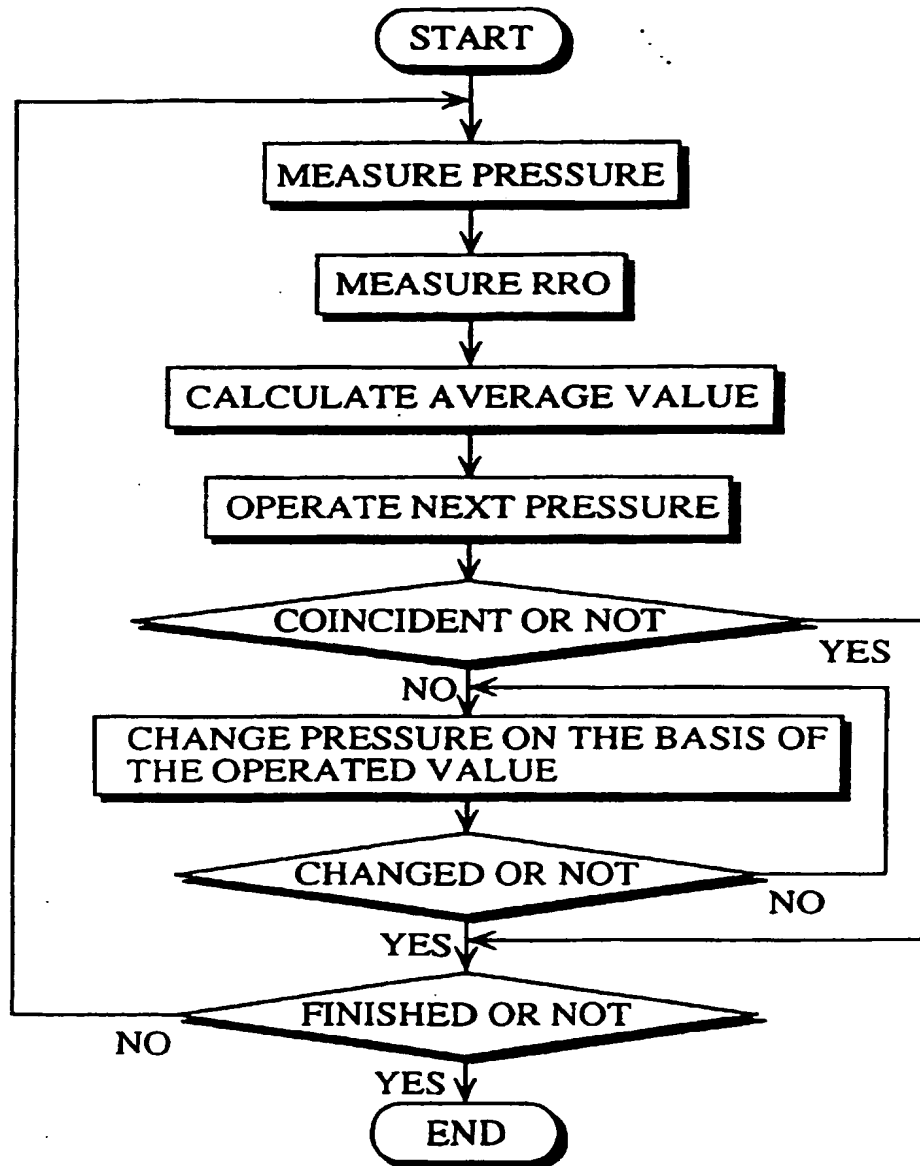 START
MEASURE PRESSURE
MEASURE RRO
CALCULATE AVERAGE VALUE
OPERATE NEXT PRESSURE
COINCIDENT OR NOT
YES
NO
CHANGE PRESSURE ON THE BASIS OF
THE OPERATED VALUE
CHANGED OR NOT
NO
YES
FINISHED OR NOT
NO
YES
END